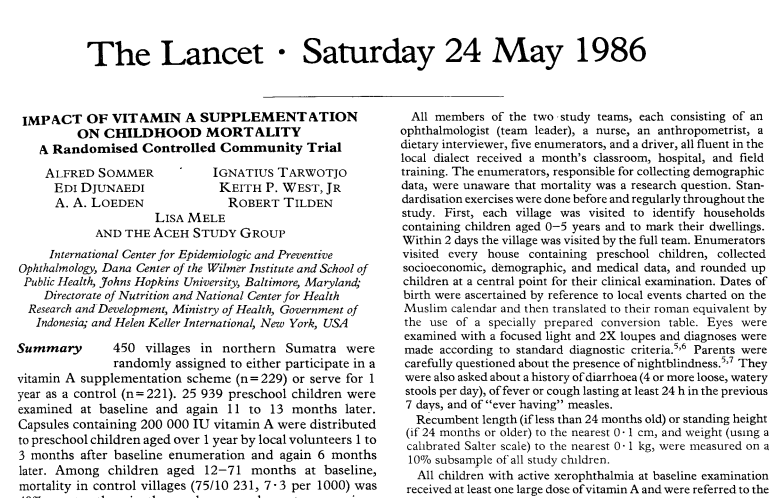 The Lancet · Saturday 24 May 1986
IMPACT OF VITAMIN A SUPPLEMENTATION
ON CHILDHOOD MORTALITY
A Randomised Controlled Community Trial
ALFRED SOMMER IGNATIUS TARWOTJO
EDI DJUNAEDI KEITH P. WEST, JR
A. A. LOEDEN ROBERT TILDEN
LISA MELE
AND THE ACEH STUDY GROUP
International Center for Epidemiologic and Preventive
Ophthalmology, Dana Center of the Wilmer Institute and School of
Public Health, Johns Hopkins University, Baltimore, Maryland;
Directorate of Nutrition and National Center for Health
Research and Development, Ministry of Health, Government of
Indonesia; and Helen Keller International, New York, USA
Summary 450 villages in northern Sumatra were
randomly assigned to either participate in a
vitamin A supplementation scheme (n=229) or serve for 1
year as a control (n=221). 25 939 preschool children were
examined at baseline and again 11 to 13 months later.
Capsules containing 200 000 IU vitamin A were distributed
to preschool children aged over 1 year by local volunteers 1 to
3 months after baseline enumeration and again 6 months
later. Among children aged 12–71 months at baseline,
mortality in control villages (75/10 231, 7·3 per 1000) was
All members of the two study teams, each consisting of an
ophthalmologist (team leader), a nurse, an anthropometrist, a
dietary interviewer, five enumerators, and a driver, all fluent in the
local dialect received a month's classroom, hospital, and field
training. The enumerators, responsible for collecting demographic
data, were unaware that mortality was a research question. Stan-
dardisation exercises were done before and regularly throughout the
study. First, each village was visited to identify households
containing children aged 0–5 years and to mark their dwellings.
Within 2 days the village was visited by the full team. Enumerators
visited every house containing preschool children, collected
socioeconomic, demographic, and medical data, and rounded up
children at a central point for their clinical examination. Dates of
birth were ascertained by reference to local events charted on the
Muslim calendar and then translated to their roman equivalent by
the use of a specially prepared conversion table. Eyes were
examined with a focused light and 2X loupes and diagnoses were
made according to standard diagnostic criteria.5,6 Parents were
carefully questioned about the presence of nightblindness.5,7 They
were also asked about a history of diarrhoea (4 or more loose, watery
stools per day), of fever or cough lasting at least 24 h in the previous
7 days, and of "ever having" measles.
Recumbent length (if less than 24 months old) or standing height
(if 24 months or older) to the nearest 0·1 cm, and weight (using a
calibrated Salter scale) to the nearest 0·1 kg, were measured on a
10% subsample of all study children.
All children with active xerophthalmia at baseline examination
received at least one large dose of vitamin A and were referred to the